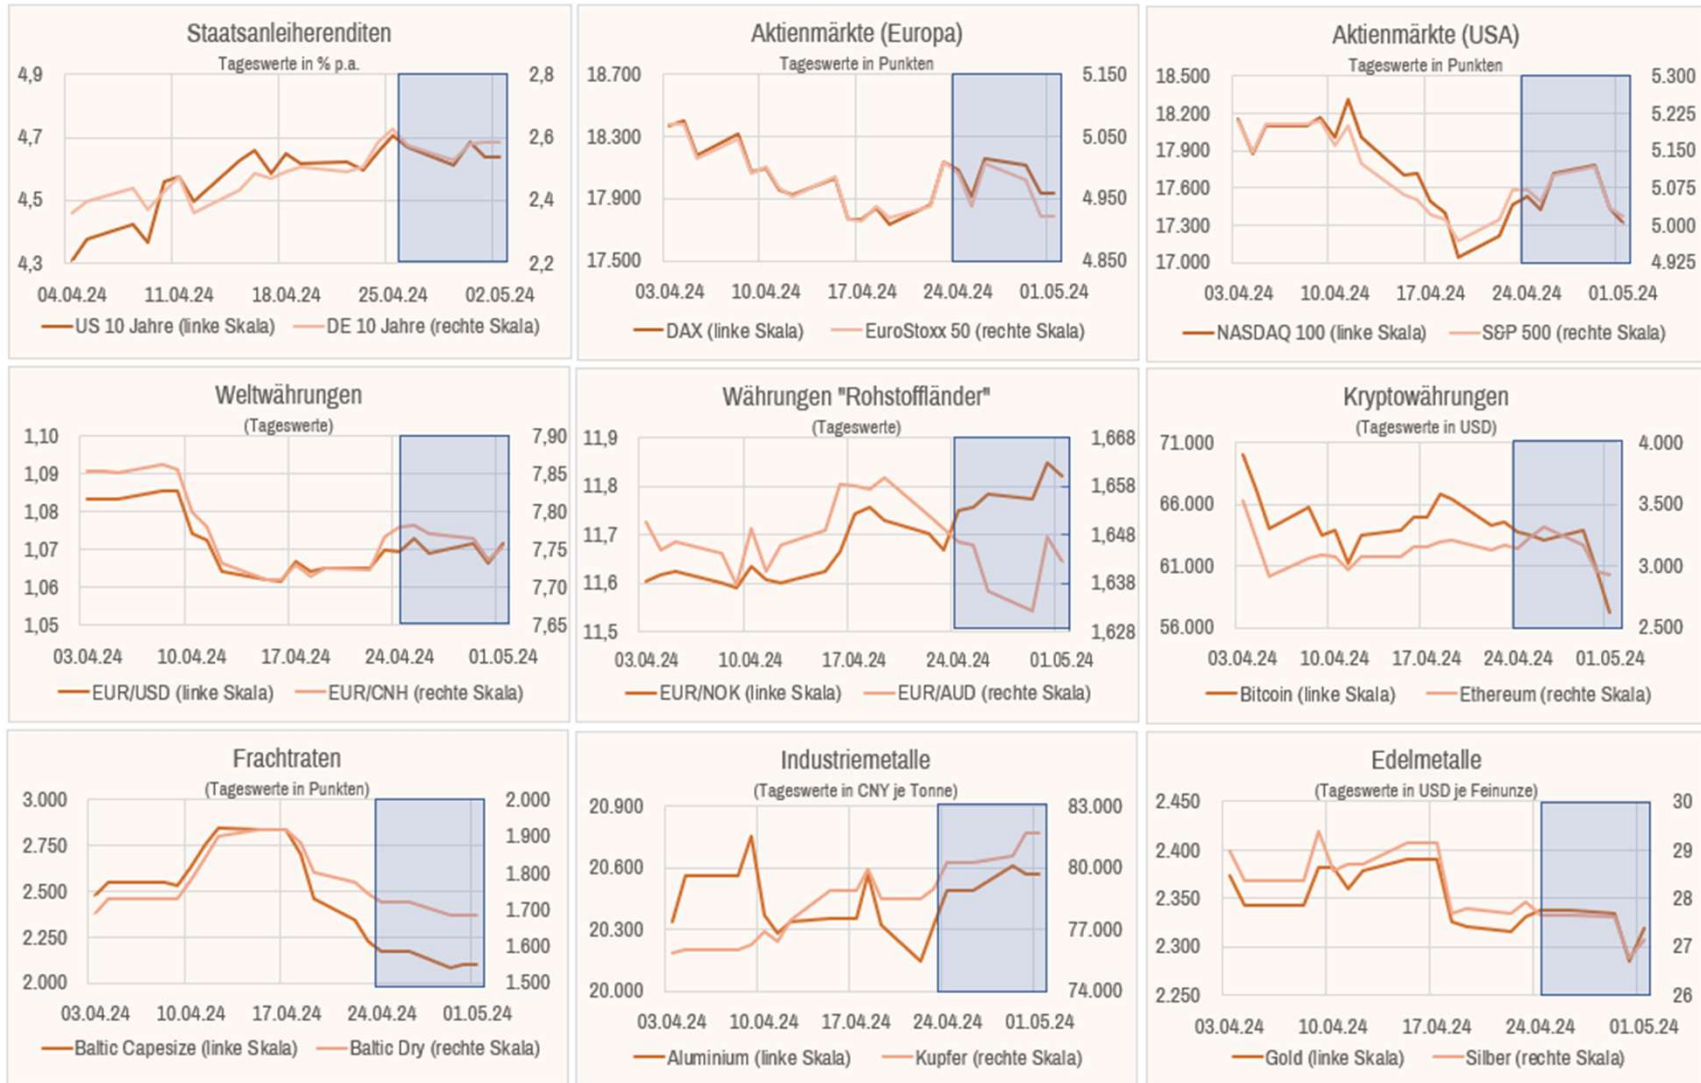 Staatsanleiherenditen
Tageswerte in % p.a.
4,9
4,7
4,5
4,3
2,8
2,6
2,4
2,2
04.04.24 11.04.24 18.04.24 25.04.24 02.05.24
US 10 Jahre (linke Skala) DE 10 Jahre (rechte Skala)
Aktienmärkte (Europa)
Tageswerte in Punkten
18.700
18.300
17.900
17.500
5.150
5.050
4.950
4.850
03.04.24 10.04.24 17.04.24 24.04.24 01.05.24
DAX (linke Skala) EuroStoxx 50 (rechte Skala)
Aktienmärkte (USA)
Tageswerte in Punkten
18.500
18.200
17.900
17.600
17.300
17.000
5.300
5.225
5.150
5.075
5.000
4.925
03.04.24 10.04.24 17.04.24 24.04.24 01.05.24
NASDAQ 100 (linke Skala) S&P 500 (rechte Skala)
Weltwährungen
(Tageswerte)
1,10
1,09
1,08
1,07
1,06
1,05
7,90
7,85
7,80
7,75
7,70
7,65
03.04.24 10.04.24 17.04.24 24.04.24 01.05.24
EUR/USD (linke Skala) EUR/CNH (rechte Skala)
Währungen "Rohstoffländer"
(Tageswerte)
11,9
11,8
11,7
11,6
11,5
1,668
1,658
1,648
1,638
1,628
03.04.24 10.04.24 17.04.24 24.04.24 01.05.24
EUR/NOK (linke Skala) EUR/AUD (rechte Skala)
Kryptowährungen
(Tageswerte in USD)
71.000
66.000
61.000
56.000
4.000
3.500
3.000
2.500
03.04.24 10.04.24 17.04.24 24.04.24 01.05.24
Bitcoin (linke Skala) Ethereum (rechte Skala)
Frachtraten
(Tageswerte in Punkten)
3.000
2.750
2.500
2.250
2.000
2.000
1.900
1.800
1.700
1.600
1.500
03.04.24 10.04.24 17.04.24 24.04.24 01.05.24
Baltic Capesize (linke Skala) Baltic Dry (rechte Skala)
Industriemetalle
(Tageswerte in CNY je Tonne)
20.900
20.600
20.300
20.000
83.000
80.000
77.000
74.000
03.04.24 10.04.24 17.04.24 24.04.24 01.05.24
Aluminium (linke Skala) Kupfer (rechte Skala)
Edelmetalle
(Tageswerte in USD je Feinunze)
2.450
2.400
2.350
2.300
2.250
30
29
28
27
26
03.04.24 10.04.24 17.04.24 24.04.24 01.05.24
Gold (linke Skala) Silber (rechte Skala)